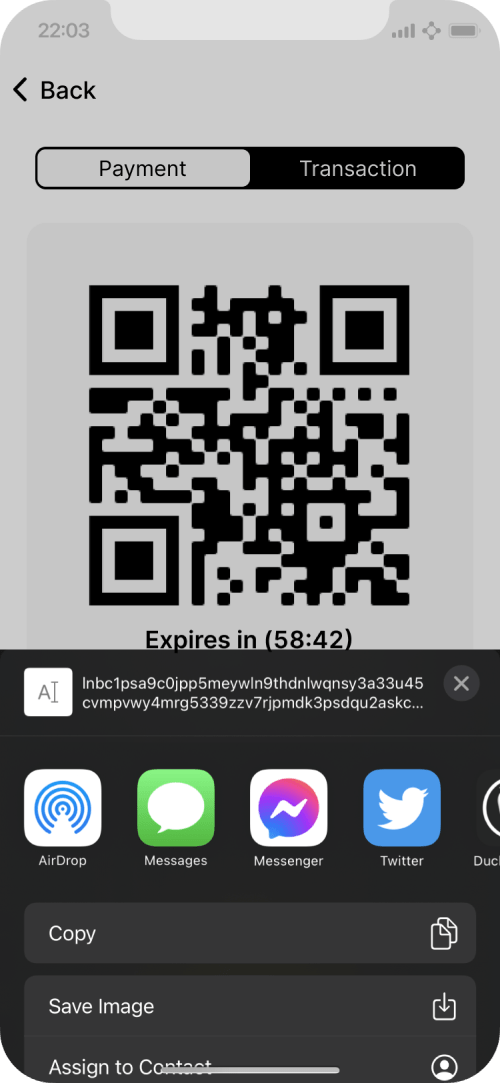 22:03
Back
Payment
Transaction
Expires in (58:42)
lnbc1psa9c0jpp5meywln9thdnlwqnsy3a33u45
cvmpvwy4mrg5339zzv7rjpmdk3psdqu2askc...
AirDrop
Messages
Messenger
Twitter
Duc
Copy
Save Image
Assign to Contact